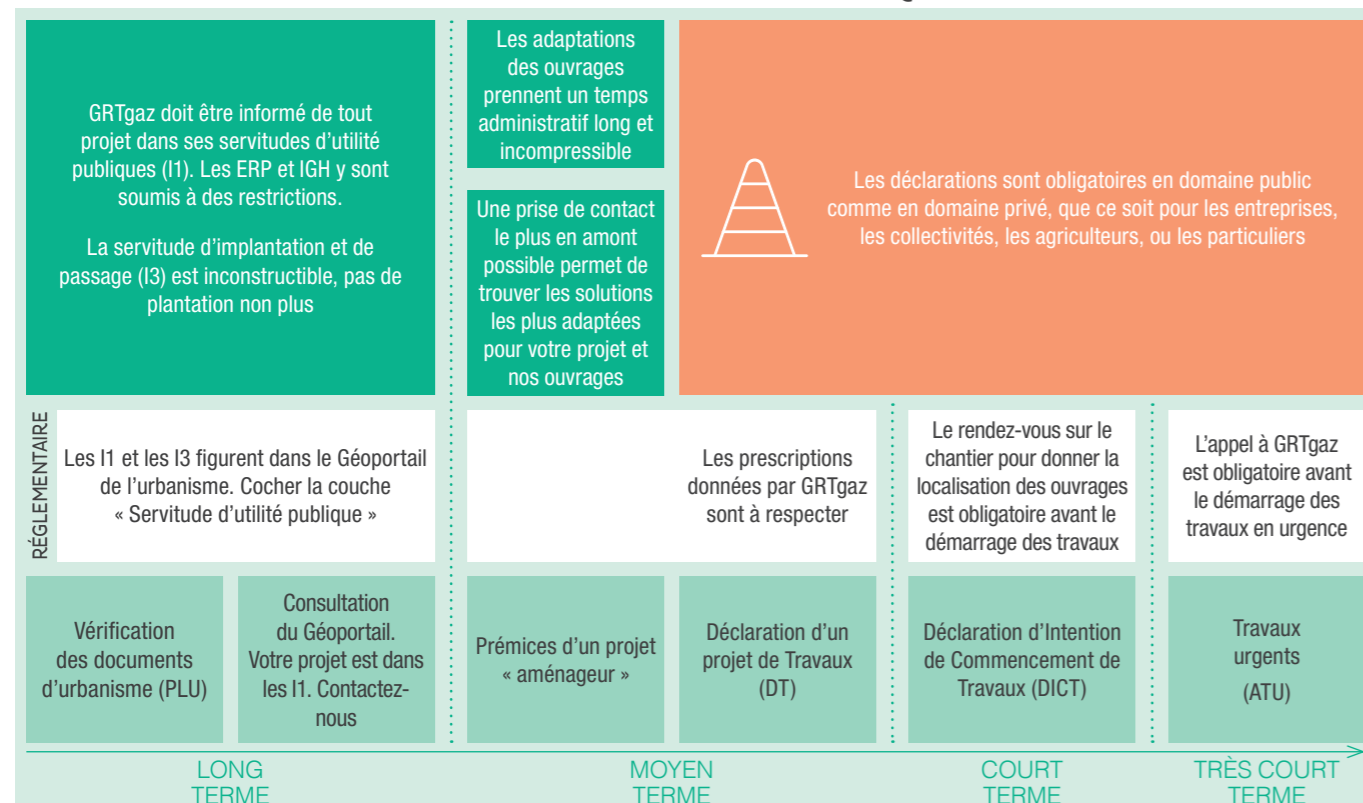 GRTgaz doit être informé de tout
projet dans ses servitudes d’utilité
publiques (I1). Les ERP et IGH y sont
soumis à des restrictions.
La servitude d’implantation et de
passage (I3) est inconstructible, pas de
plantation non plus
Les adaptations
des ouvrages
prennent un temps
administratif long et
incompressible
Une prise de contact
le plus en amont
possible permet de
trouver les solutions
les plus adaptées
pour votre projet et
nos ouvrages
Les déclarations sont obligatoires en domaine public
comme en domaine privé, que ce soit pour les entreprises,
les collectivités, les agriculteurs, ou les particuliers
RÉGLEMENTAIRE
Les I1 et les I3 figurent dans le Géoportail
de l’urbanisme. Cocher la couche
« Servitude d’utilité publique »
Les prescriptions
données par GRTgaz
sont à respecter
Le rendez-vous sur le
chantier pour donner la
localisation des ouvrages
est obligatoire avant le
démarrage des travaux
L’appel à GRTgaz
est obligatoire avant
le démarrage des
travaux en urgence
Vérification
des documents
d’urbanisme (PLU)
Consultation
du Géoportail.
Votre projet est dans
les I1. Contactez-
nous
Prémices d’un projet
« aménageur »
Déclaration d’un
projet de Travaux
(DT)
Déclaration d’Intention
de Commencement de
Travaux (DICT)
Travaux
urgents
(ATU)
LONG
TERME
MOYEN
TERME
COURT
TERME
TRÈS COURT
TERME